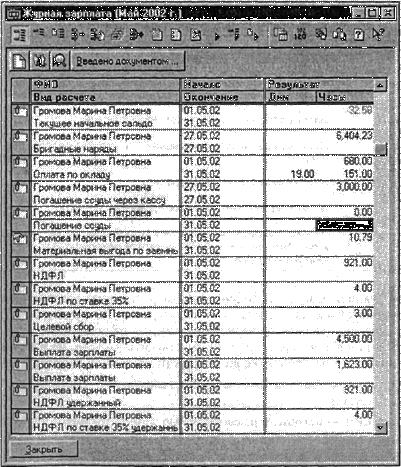 Журнал зарплата (Май 2002 г.)
Введено документом ...
ФИО Начало Результат
Вид расчета Окончание Дни Часы
Громова Марина Петровна 01.05.02 -32.58
Текущее начальное сальдо 31.05.02
Громова Марина Петровна 27.05.02 6,404.23
Бригадные наряды 27.05.02
Громова Марина Петровна 01.05.02 680.00
Оплата по окладу 31.05.02 19.00 151.00
Громова Марина Петровна 27.05.02 3,000.00
Погашение ссуды через кассу 27.05.02
Громова Марина Петровна 01.05.02 0.00
Погашение ссуды 31.05.02
Громова Марина Петровна 01.05.02 10.79
Материальная выгода по заемны 31.05.02
Громова Марина Петровна 01.05.02 921.00
НДФЛ 31.05.02
Громова Марина Петровна 01.05.02 4.00
НДФЛ по ставке 35% 31.05.02
Громова Марина Петровна 01.05.02 3.00
Целевой сбор 31.05.02
Громова Марина Петровна 01.05.02 4,500.00
Выплата зарплаты 31.05.02
Громова Марина Петровна 01.05.02 1,623.00
Выплата зарплаты 31.05.02
Громова Марина Петровна 01.05.02 921.00
НДФЛ удержанный 31.05.02
Громова Марина Петровна 01.05.02 4.00
НДФЛ по ставке 35% удержаннь 31.05.02
Закрыть